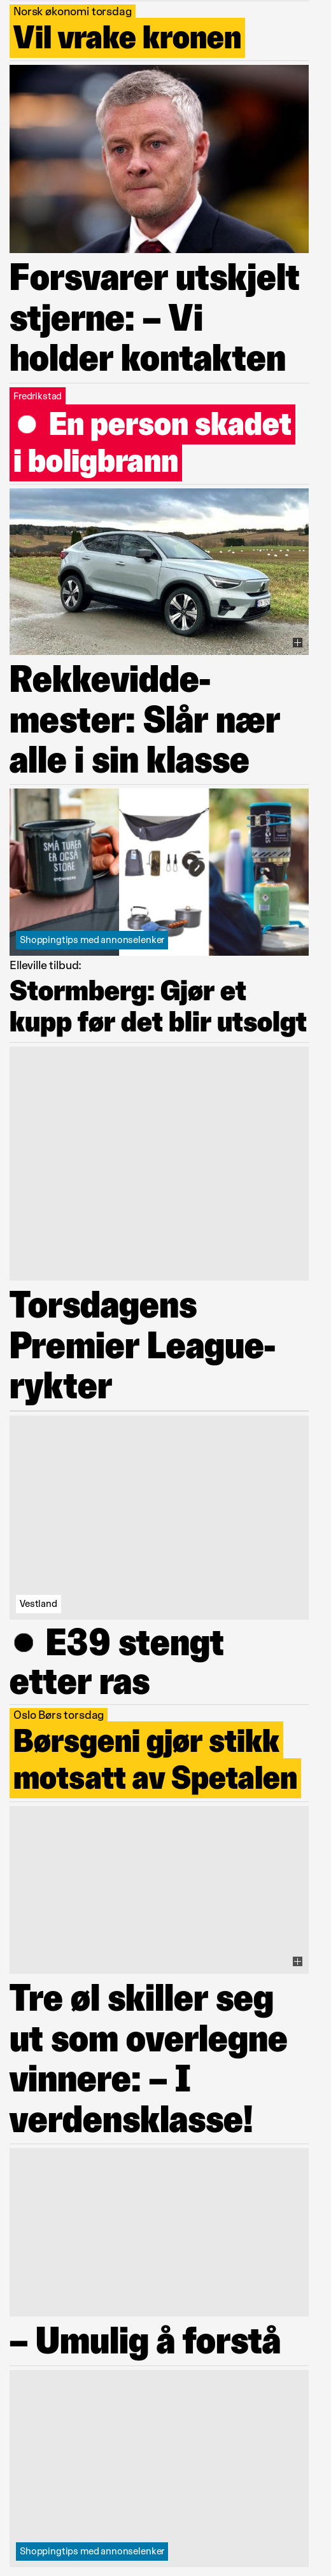 Norsk økonomi torsdag
Vil vrake kronen
Forsvarer utskjelt
stjerne: – Vi
holder kontakten
Fredrikstad
● En person skadet
i boligbrann
Rekkevidde-
mester: Slår nær
alle i sin klasse
SMÅ TURER
ER OGSÅ
STORE
Shoppingtips med annonselenker
Elleville tilbud:
Stormberg: Gjør et
kupp før det blir utsolgt
Torsdagens
Premier League-
rykter
Vestland
● E39 stengt
etter ras
Oslo Børs torsdag
Børsgeni gjør stikk
motsatt av Spetalen
Tre øl skiller seg
ut som overlegne
vinnere: – I
verdensklasse!
– Umulig å forstå
Shoppingtips med annonselenker